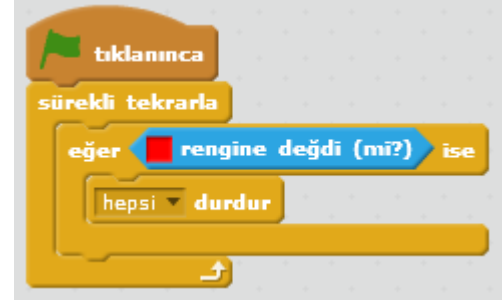 tıklanınca
sürekli tekrarla
eğer rengine değdi (mi?) ise
hepsi durdur